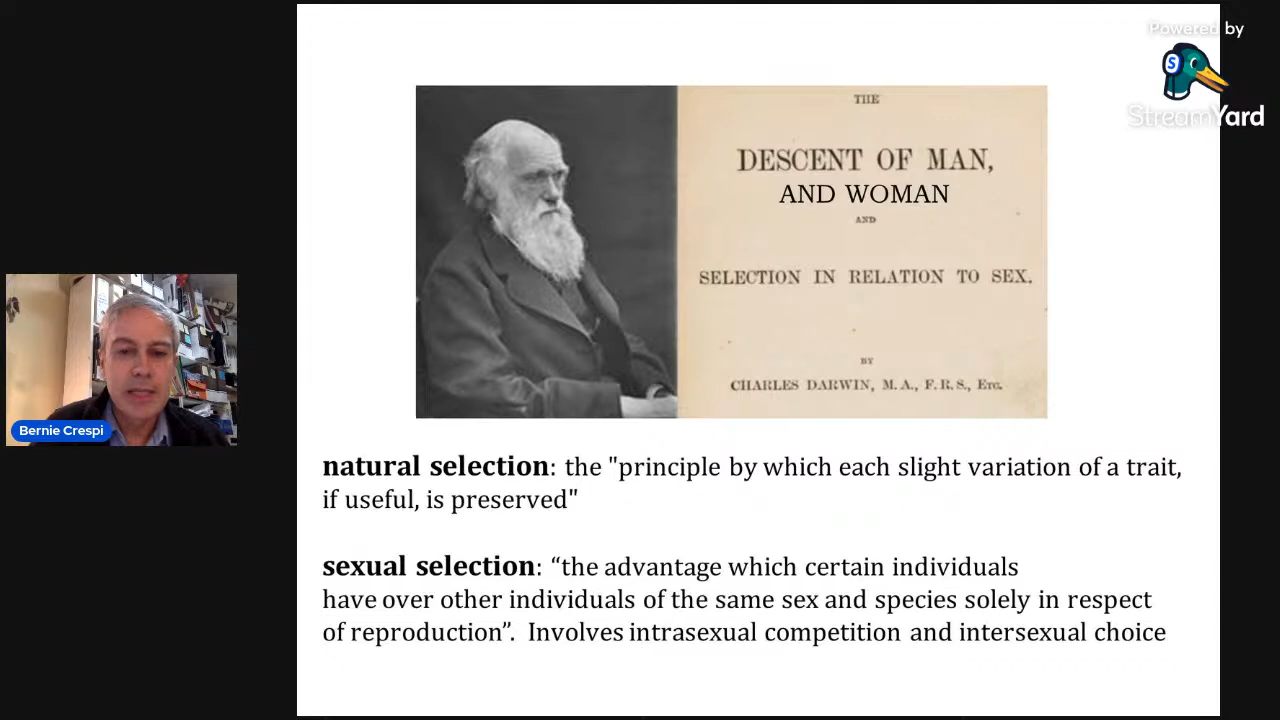 Powered by
StreamYard
THE
DESCENT OF MAN,
AND WOMAN
AND
SELECTION IN RELATION TO SEX.
BY
CHARLES DARWIN, M.A., F.R.S., Etc.
Bernie Crespi
natural selection: the "principle by which each slight variation of a trait,
if useful, is preserved"
sexual selection: “the advantage which certain individuals
have over other individuals of the same sex and species solely in respect
of reproduction”. Involves intrasexual competition and intersexual choice